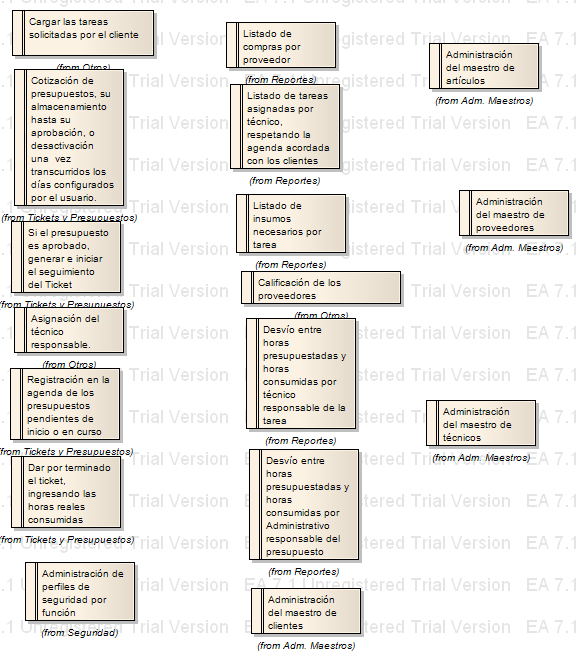 Cargar las tareas
solicitadas por el cliente
(from Otros)
Cotización de
presupuestos, su
almacenamiento
hasta su
aprobación, o
desactivación
una vez
transcurridos los
días configurados
por el usuario.
(from Tickets y Presupuestos)
Si el presupuesto
es aprobado,
generar e iniciar
el seguimiento
del Ticket
(from Tickets y Presupuestos)
Asignación del
técnico
responsable.
(from Otros)
Registración en la
agenda de los
presupuestos
pendientes de
inicio o en curso
(from Tickets y Presupuestos)
Dar por terminado
el ticket,
ingresando las
horas reales
consumidas
(from Tickets y Presupuestos)
Administración de
perfiles de
seguridad por
función
(from Seguridad)
Listado de
compras por
proveedor
(from Reportes)
Listado de tareas
asignadas por
técnico,
respetando la
agenda acordada
con los clientes
(from Reportes)
Listado de
insumos
necesarios por
tarea
(from Reportes)
Calificación de los
proveedores
(from Otros)
Desvío entre
horas
presupuestadas y
horas
consumidas por
técnico
responsable de la
tarea
(from Reportes)
Desvío entre
horas
presupuestadas y
horas
consumidas por
Administrativo
responsable del
presupuesto
(from Reportes)
Administración
del maestro de
clientes
(from Adm. Maestros)
Administración
del maestro de
artículos
(from Adm. Maestros)
Administración
del maestro de
proveedores
(from Adm. Maestros)
Administración
del maestro de
técnicos
(from Adm. Maestros)
EA 7.1 Unregistered Trial Version